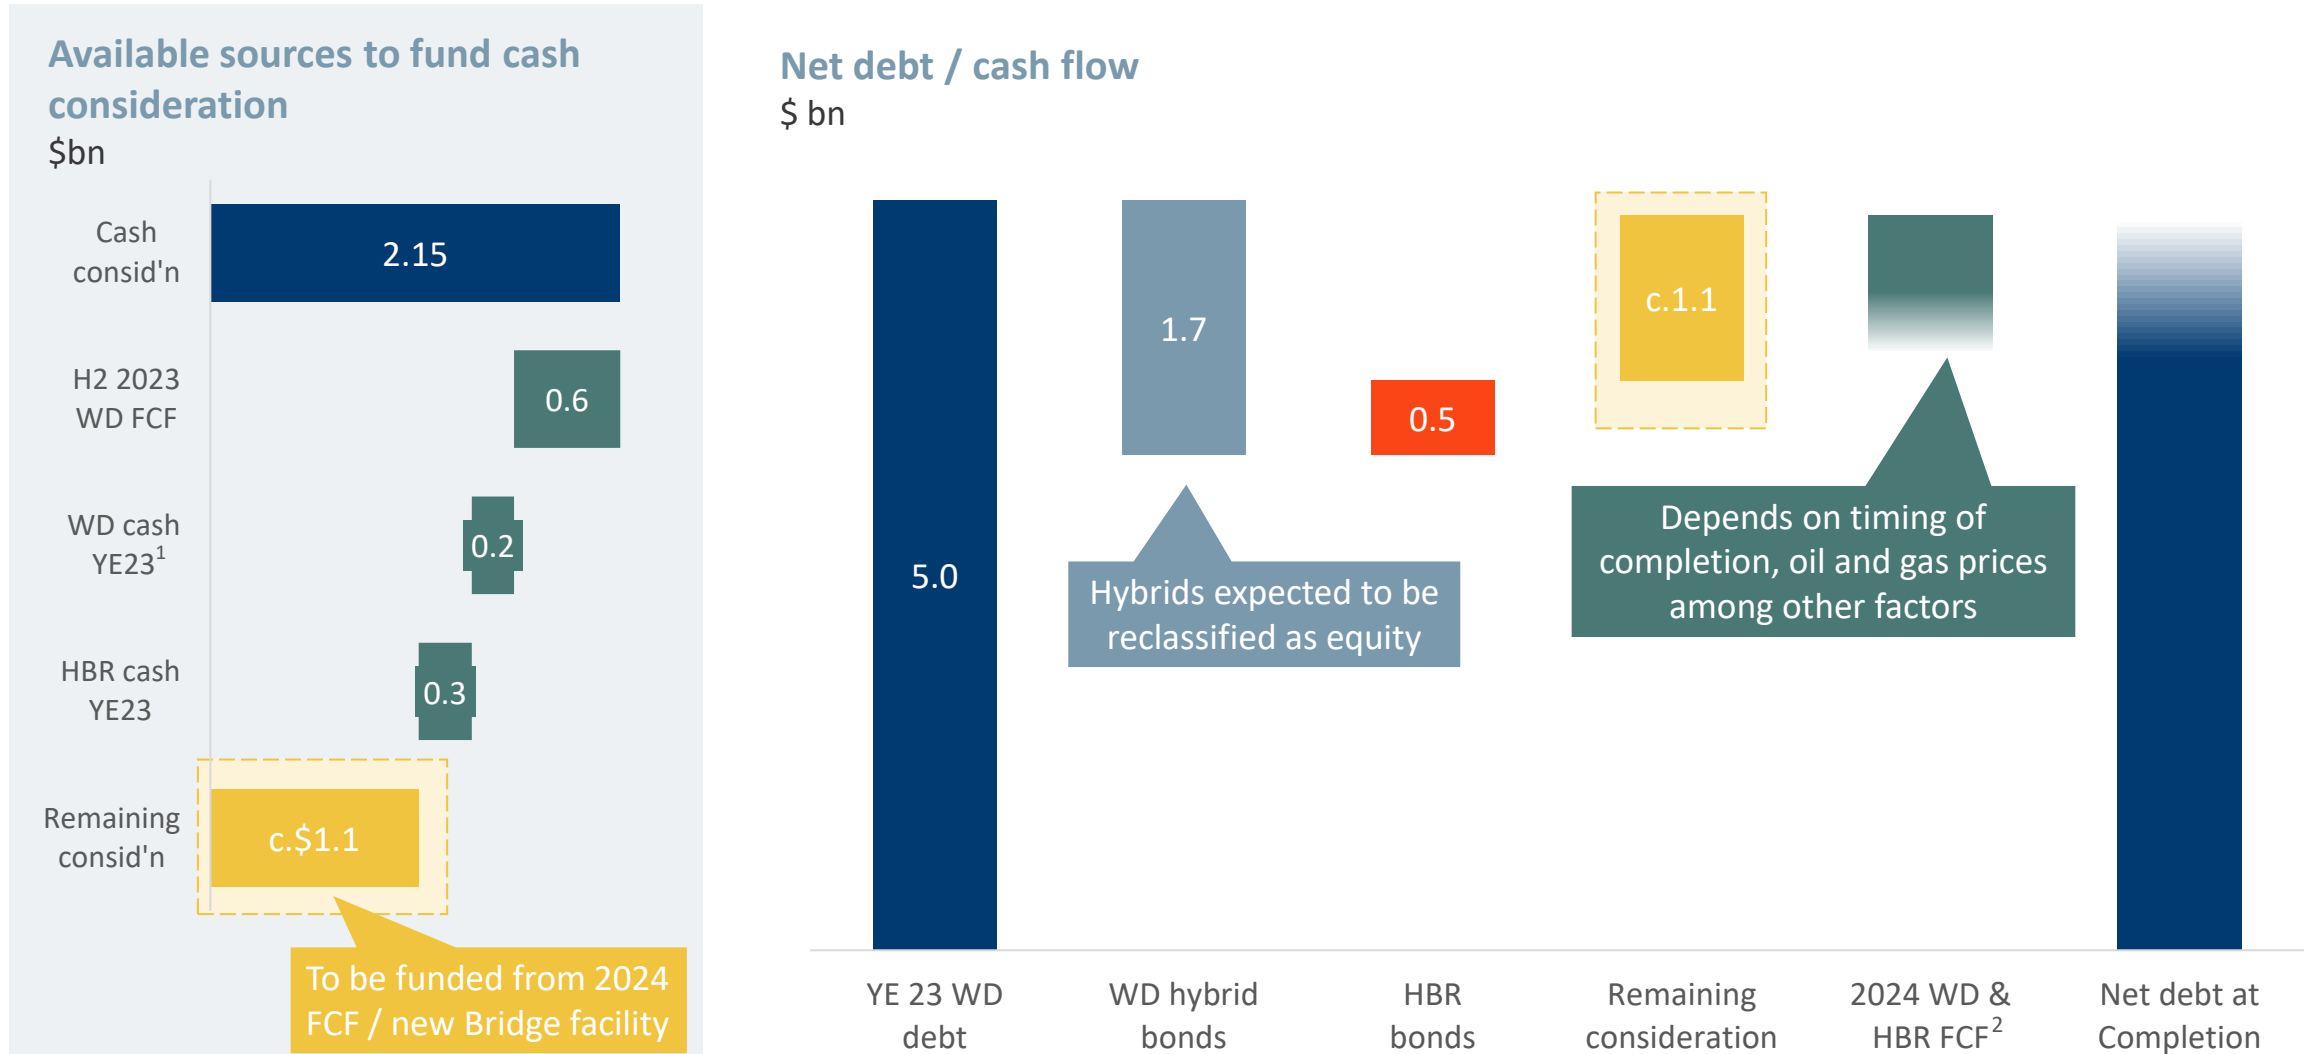 Available sources to fund cash
consideration
$bn
Cash
consid'n
2.15
H2 2023
WD FCF
0.6
WD cash
YE23¹
0.2
HBR cash
YE23
0.3
Remaining
consid'n
c.$1.1
To be funded from 2024
FCF / new Bridge facility
Net debt / cash flow
$ bn
5.0
1.7
0.5
c.1.1
Hybrids expected to be
reclassified as equity
Depends on timing of
completion, oil and gas prices
among other factors
YE 23 WD
debt
WD hybrid
bonds
HBR
bonds
Remaining
consideration
2024 WD &
HBR FCF²
Net debt at
Completion